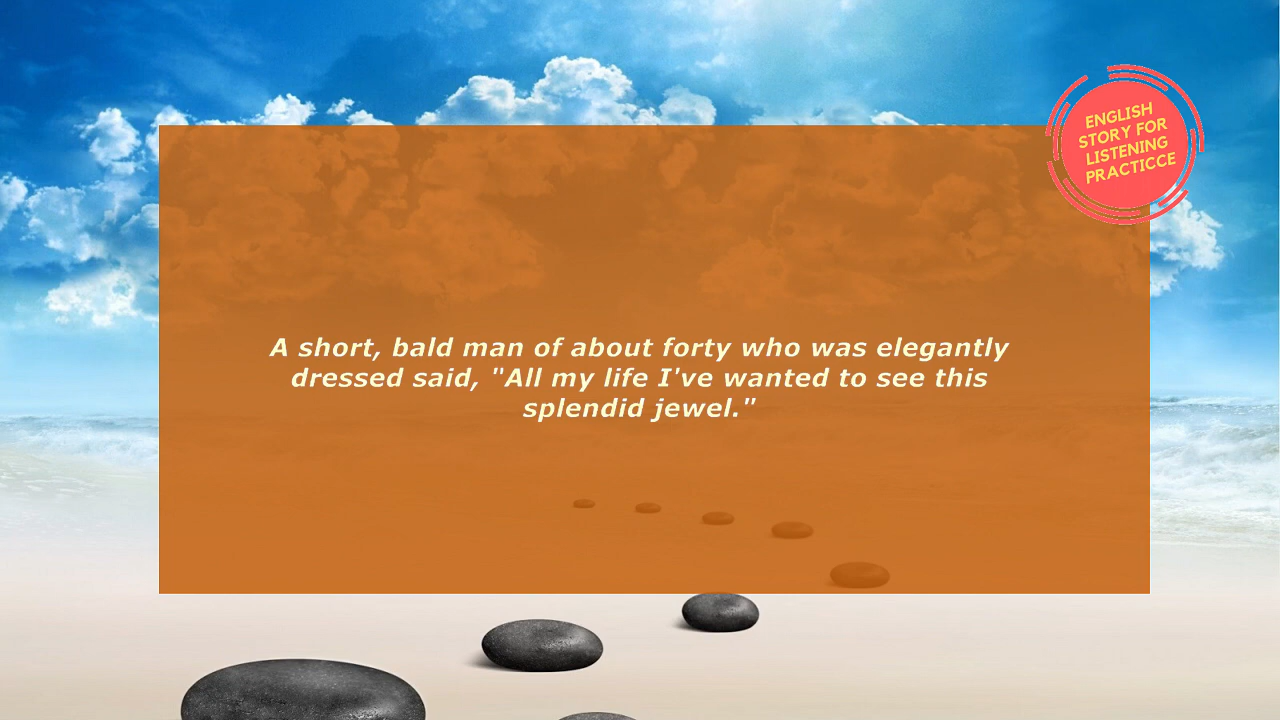 ENGLISH
STORY FOR
LISTENING
PRACTICCE
A short, bald man of about forty who was elegantly
dressed said, "All my life I've wanted to see this
splendid jewel."